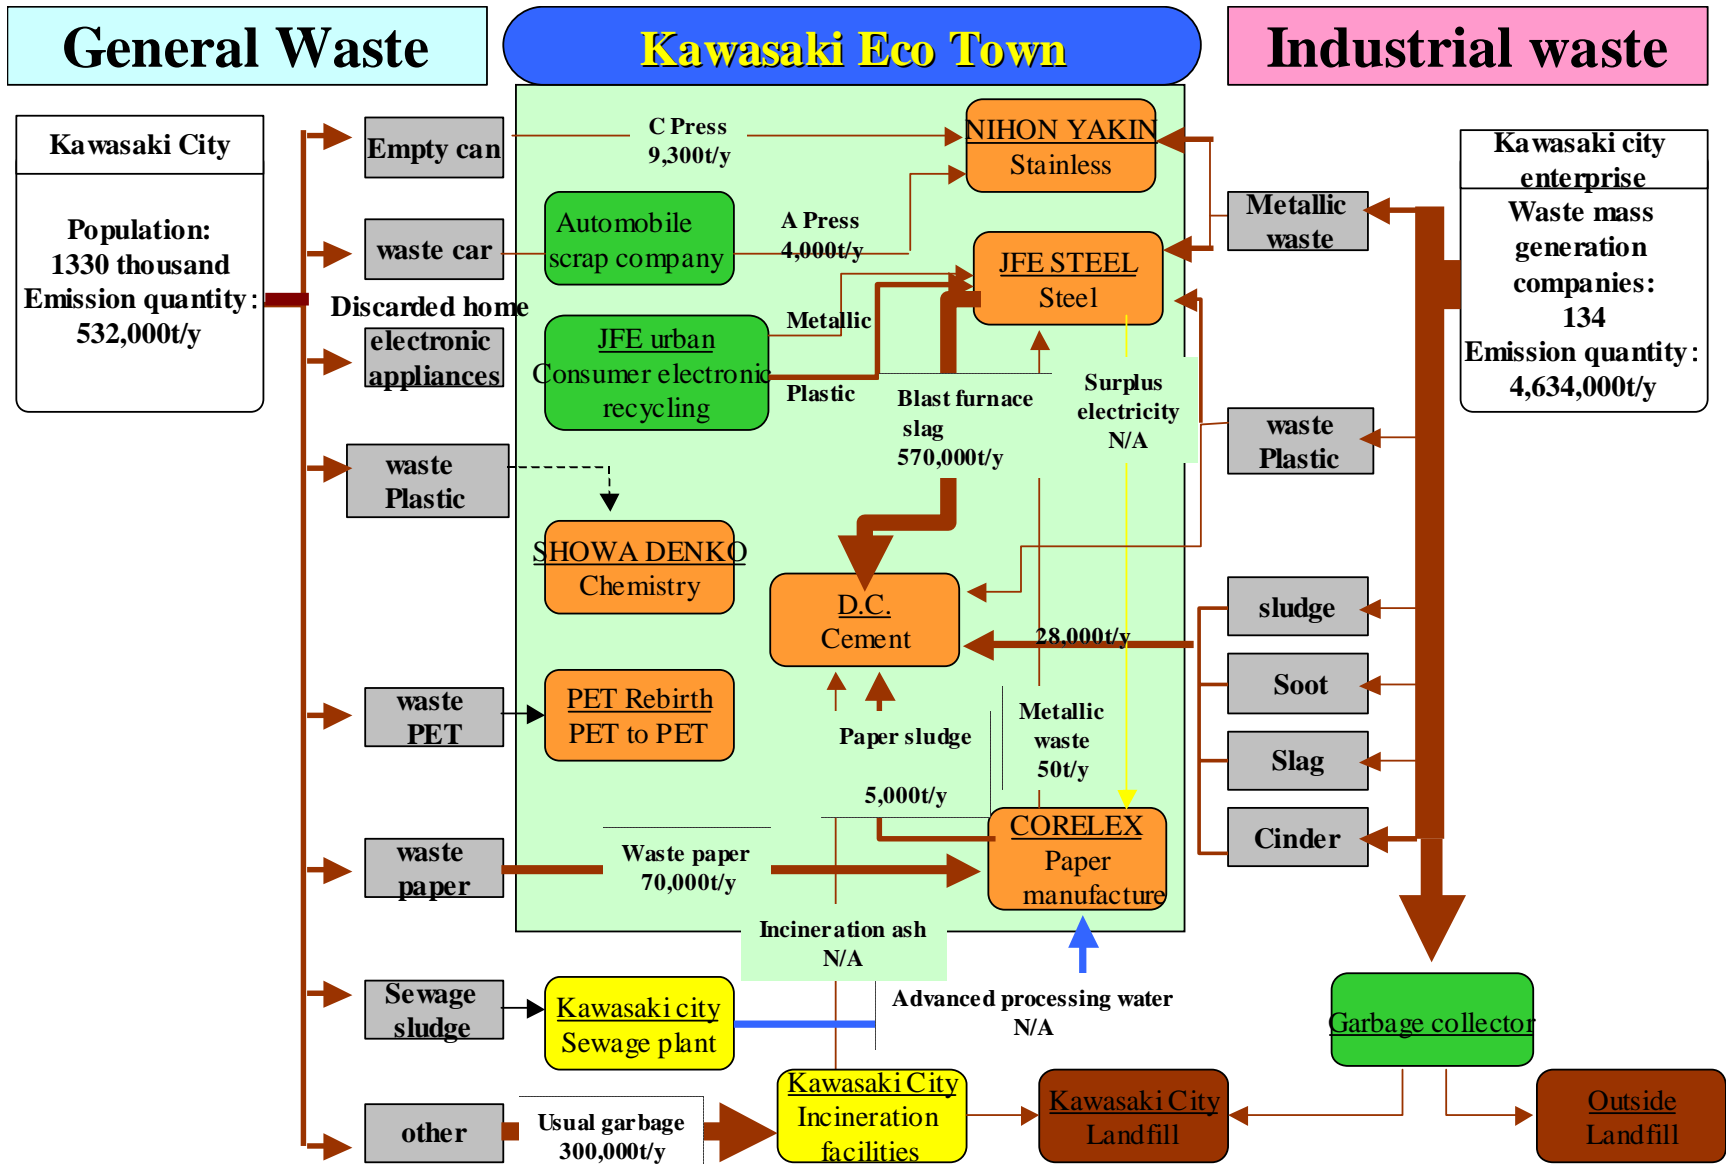 General Waste
Kawasaki Eco Town
Industrial waste
Kawasaki City
Population:
1330 thousand
Emission quantity:
532,000t/y
Empty can
waste car
Discarded home
electronic
appliances
waste
Plastic
waste
PET
waste
paper
Sewage
sludge
other
C Press
9,300t/y
NIHON YAKIN
Stainless
Automobile
scrap company
A Press
4,000t/y
JFE STEEL
Steel
JFE urban
Consumer electronic
recycling
Metallic
Plastic
Blast furnace
slag
570,000t/y
Surplus
electricity
N/A
SHOWA DENKO
Chemistry
D.C.
Cement
28,000t/y
PET Rebirth
PET to PET
Paper sludge
5,000t/y
Metallic
waste
50t/y
Waste paper
70,000t/y
CORELEX
Paper
manufacture
Incineration ash
N/A
Kawasaki city
Sewage plant
Advanced processing water
N/A
Usual garbage
300,000t/y
Kawasaki City
Incineration
facilities
Kawasaki City
Landfill
Kawasaki city
enterprise
Waste mass
generation
companies:
134
Emission quantity:
4,634,000t/y
Metallic
waste
waste
Plastic
sludge
Soot
Slag
Cinder
Garbage collector
Outside
Landfill